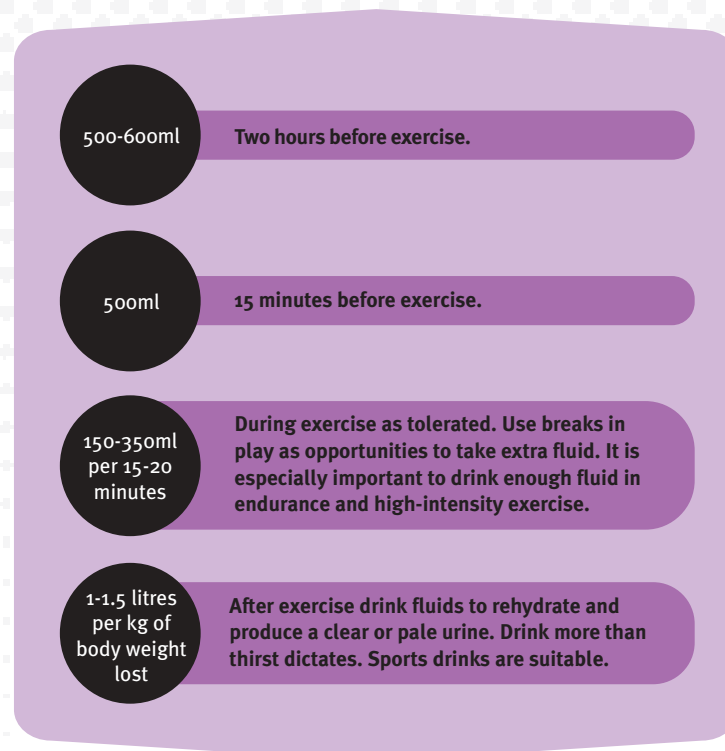 500-600ml
Two hours before exercise.
500ml
15 minutes before exercise.
150-350ml
per 15-20
minutes
During exercise as tolerated. Use breaks in
play as opportunities to take extra fluid. It is
especially important to drink enough fluid in
endurance and high-intensity exercise.
1-1.5 litres
per kg of
body weight
lost
After exercise drink fluids to rehydrate and
produce a clear or pale urine. Drink more than
thirst dictates. Sports drinks are suitable.